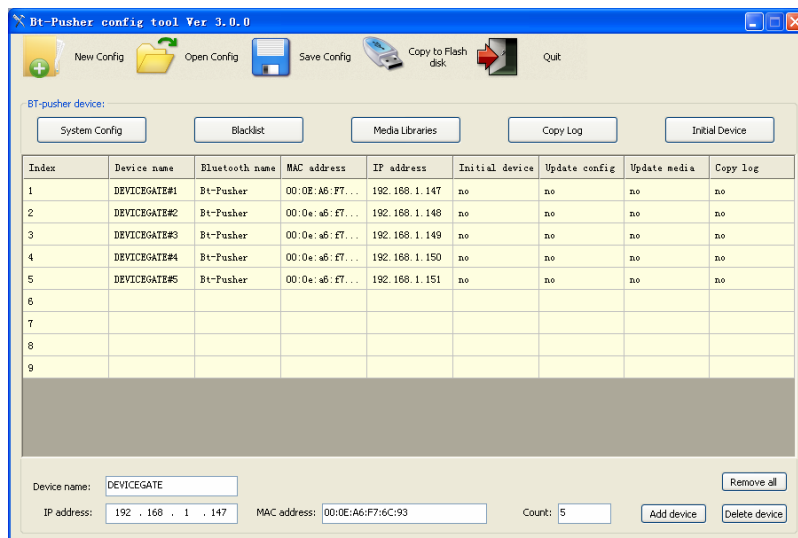 Bt-Pusher config tool Ver 3.0.0
New Config Open Config Save Config Copy to Flash disk Quit
BT-pusher device:
System Config Blacklist Media Libraries Copy Log Initial Device
Index Device name Bluetooth name MAC address IP address Initial device Update config Update media Copy log
1 DEVICEGATE#1 Bt-Pusher 00:0E:A6:F7... 192.168.1.147 no no no no
2 DEVICEGATE#2 Bt-Pusher 00:0e:a6:f7... 192.168.1.148 no no no no
3 DEVICEGATE#3 Bt-Pusher 00:0e:a6:f7... 192.168.1.149 no no no no
4 DEVICEGATE#4 Bt-Pusher 00:0e:a6:f7... 192.168.1.150 no no no no
5 DEVICEGATE#5 Bt-Pusher 00:0e:a6:f7... 192.168.1.151 no no no no
6
7
8
9
Device name: DEVICEGATE Remove all
IP address: 192 . 168 . 1 . 147 MAC address: 00:0E:A6:F7:6C:93 Count: 5 Add device Delete device